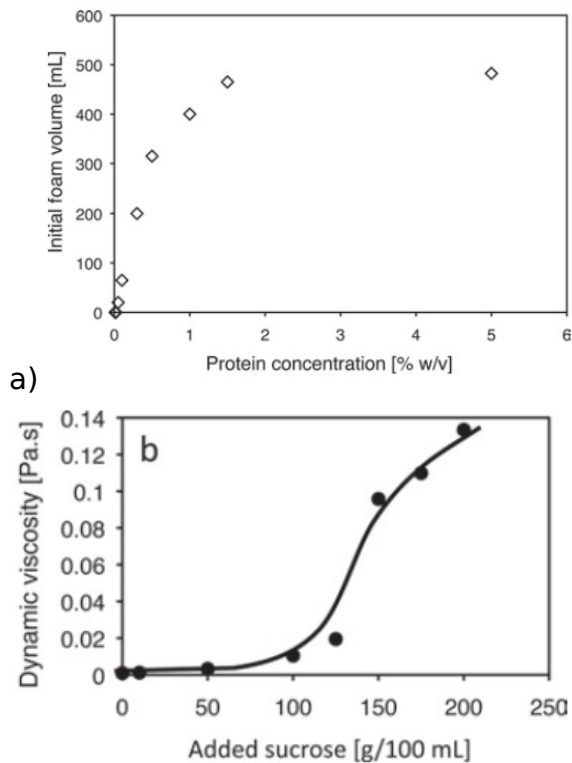 600
500
400
300
200
100
0
Initial foam volume [mL]
0 1 2 3 4 5 6
Protein concentration [% w/v]
a)
0.14
0.12
0.1
0.08
0.06
0.04
0.02
0
Dynamic viscosity [Pa.s]
b
0 50 100 150 200 250
Added sucrose [g/100 mL]